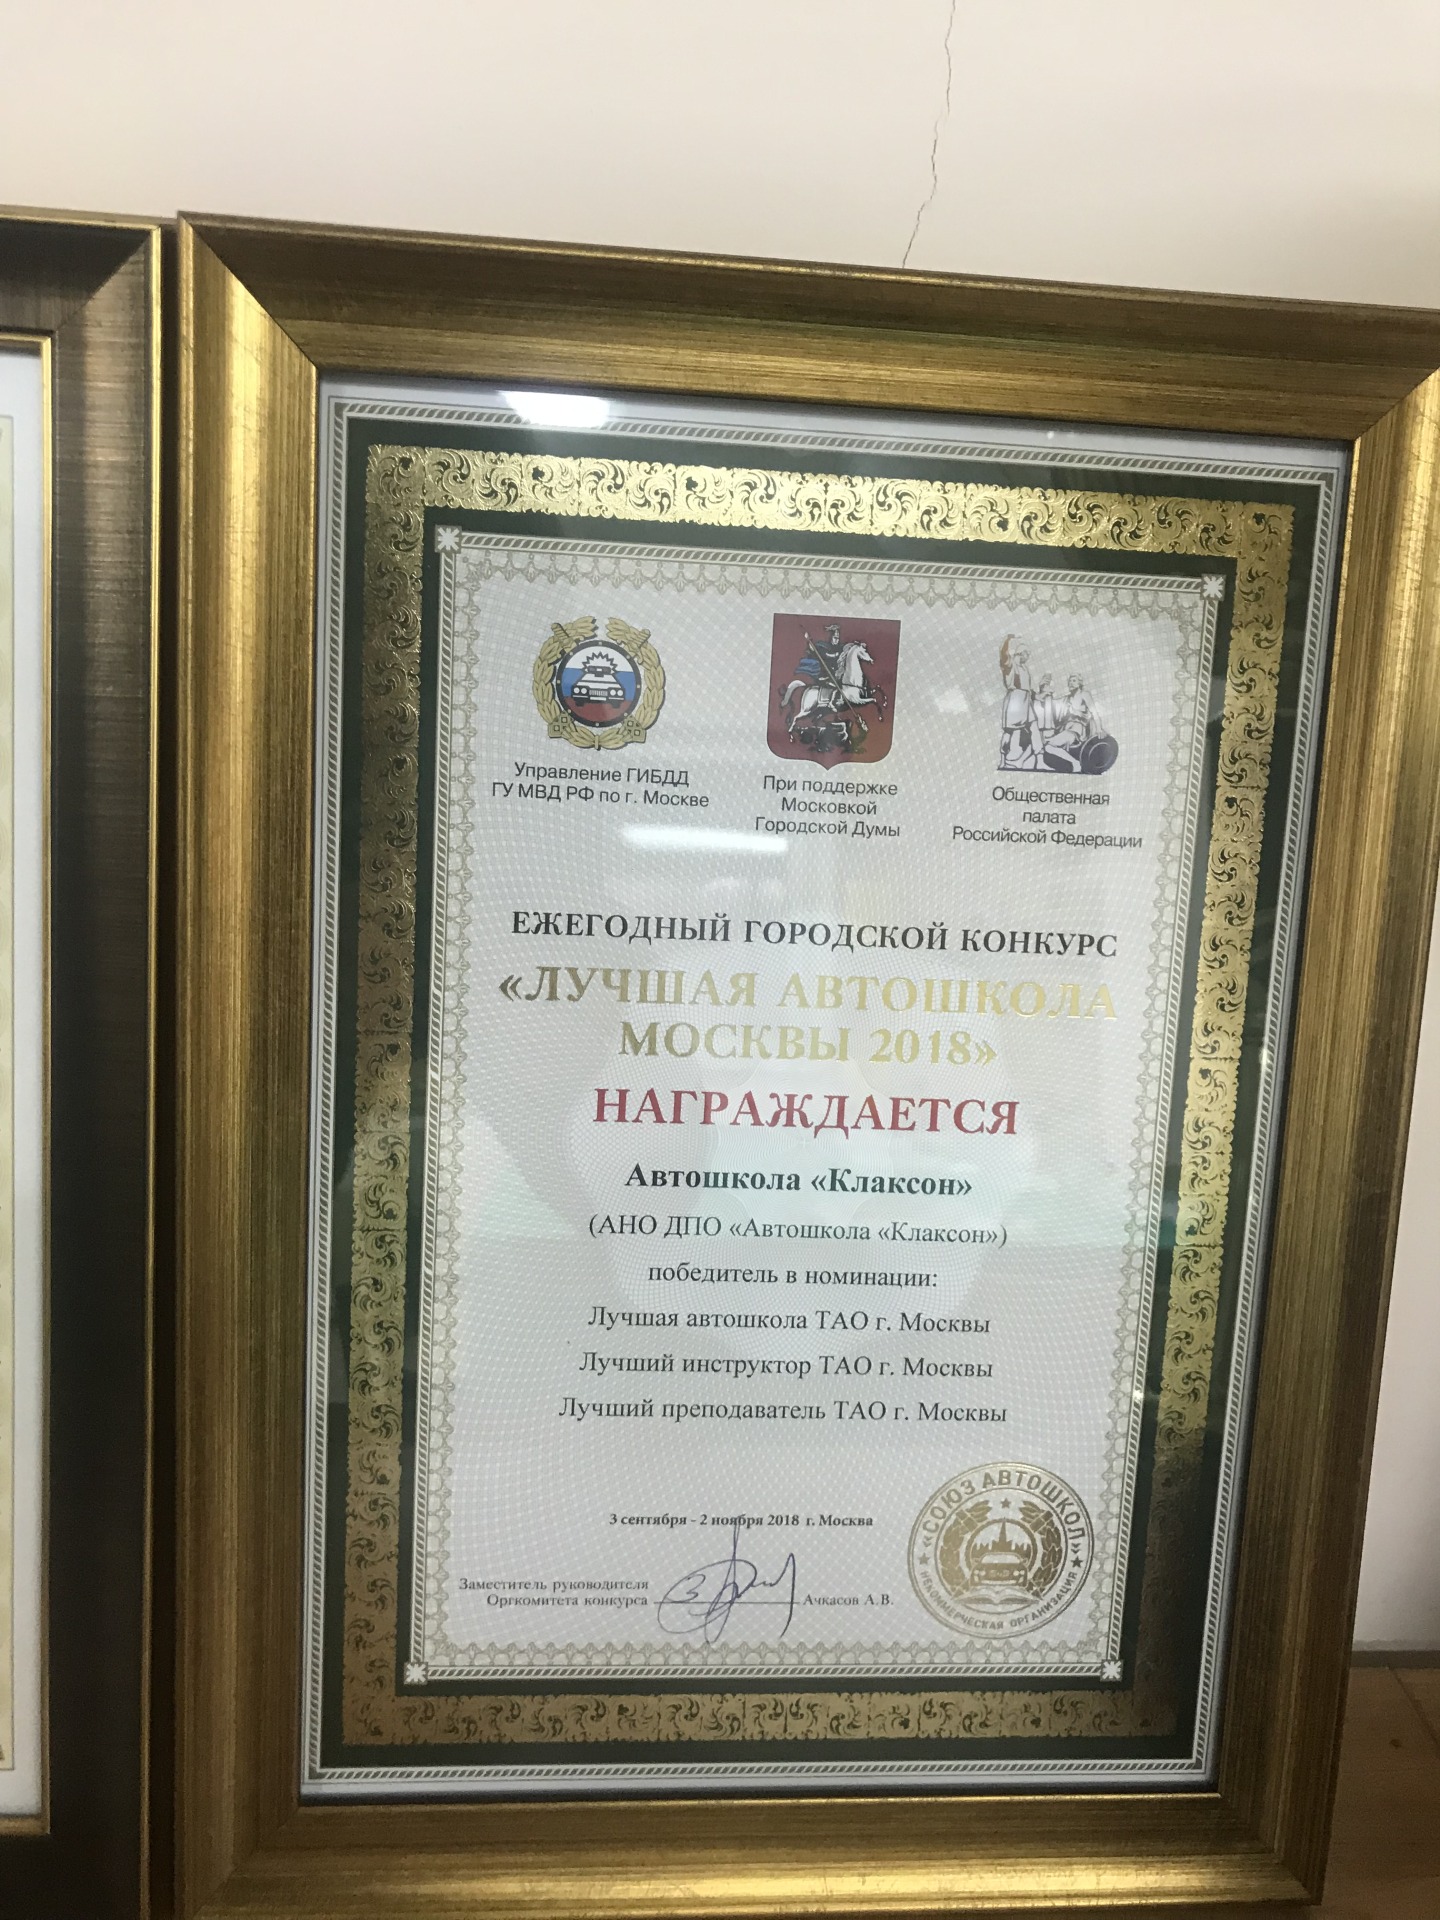 Управление ГИБДД
ГУ МВД РФ по г. Москве
При поддержке
Московкой
Городской Думы
Общественная
палата
Российской Федерации
ЕЖЕГОДНЫЙ ГОРОДСКОЙ КОНКУРС
«ЛУЧШАЯ АВТОШКОЛА
МОСКВЫ 2018»
НАГРАЖДАЕТСЯ
Автошкола «Клаксон»
(АНО ДПО «Автошкола «Клаксон»)
победитель в номинации:
Лучшая автошкола ТАО г. Москвы
Лучший инструктор ТАО г. Москвы
Лучший преподаватель ТАО г. Москвы
3 сентября - 2 ноября 2018 г. Москва
Заместитель руководителя
Оргкомитета конкурса Ачкасов А.В.
«СОЮЗ АВТОШКОЛ»
НЕКОММЕРЧЕСКАЯ ОРГАНИЗАЦИЯ